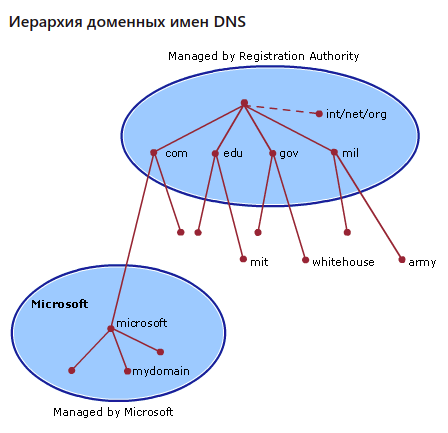 Иерархия доменных имен DNS
Managed by Registration Authority
int/net/org
com
edu
gov
mil
mit
whitehouse
army
Microsoft
microsoft
mydomain
Managed by Microsoft